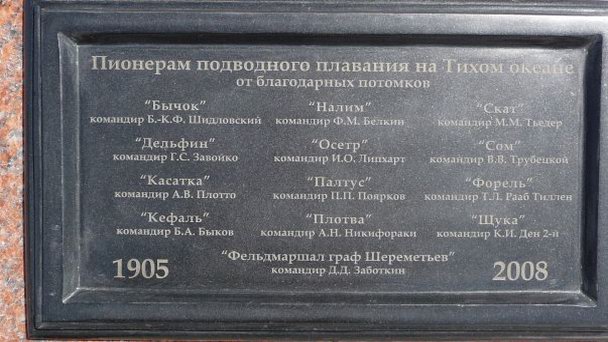 Пионерам подводного плавания на Тихом океане
от благодарных потомков
"Бычок" "Налим" "Скат"
командир Б.-К.Ф. Шидловский командир Ф.М. Белкин командир М.М. Тьедер
"Дельфин" "Осетр" "Сом"
командир Г.С. Завойко командир И.О. Липхарт командир В.В. Трубецкой
"Касатка" "Палтус" "Форель"
командир А.В. Плотто командир П.П. Поярков командир Т.Л. Рааб Тиллен
"Кефаль" "Плотва" "Щука"
командир Б.А. Быков командир А.Н. Никифораки командир К.И. Ден 2-й
"Фельдмаршал граф Шереметьев"
командир Д.Д. Заботкин
1905 2008